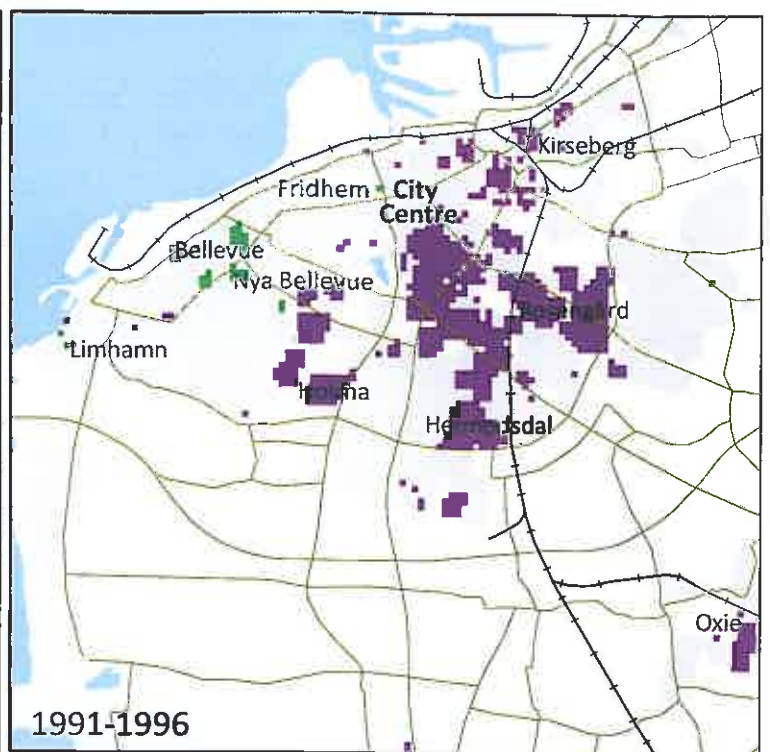 Kirseberg
Fridhem
City
Centre
Bellevue
Nya Bellevue
Limhamn
Oxie
1991-1996